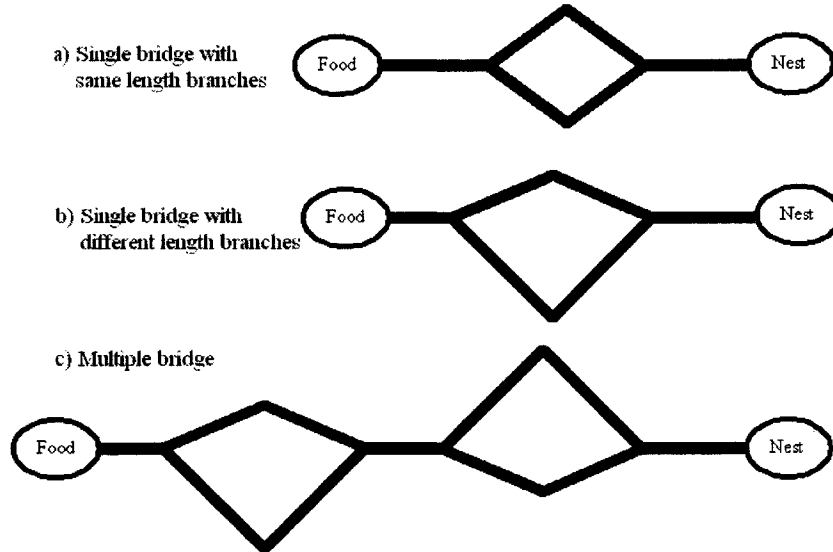 a) Single bridge with
same length branches
Food
Nest
b) Single bridge with
different length branches
Food
Nest
c) Multiple bridge
Food
Nest